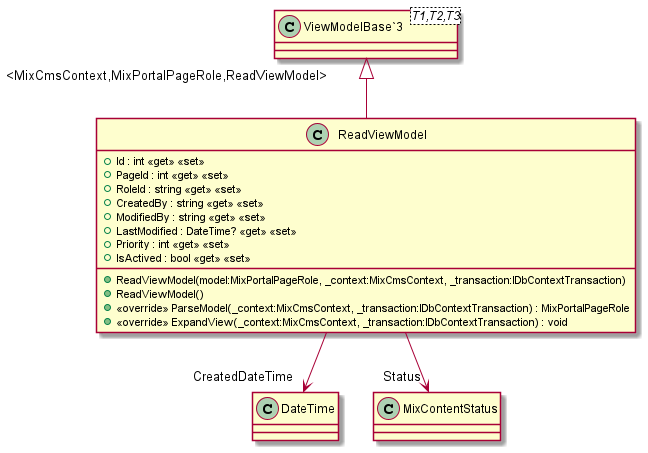 T1,T2,T3
C ViewModelBase`3
<MixCmsContext,MixPortalPageRole,ReadViewModel>
C ReadViewModel
Id : int «get» «set»
PageId : int «get» «set»
RoleId : string «get» «set»
CreatedBy : string «get» «set»
ModifiedBy : string «get» «set»
LastModified : DateTime? «get» «set»
Priority : int «get» «set»
IsActived : bool «get» «set»
ReadViewModel(model:MixPortalPageRole, _context:MixCmsContext, _transaction:IDbContextTransaction)
ReadViewModel()
«override» ParseModel(_context:MixCmsContext, _transaction:IDbContextTransaction) : MixPortalPageRole
«override» ExpandView(_context:MixCmsContext, _transaction:IDbContextTransaction) : void
CreatedDateTime
Status
C DateTime
C MixContentStatus